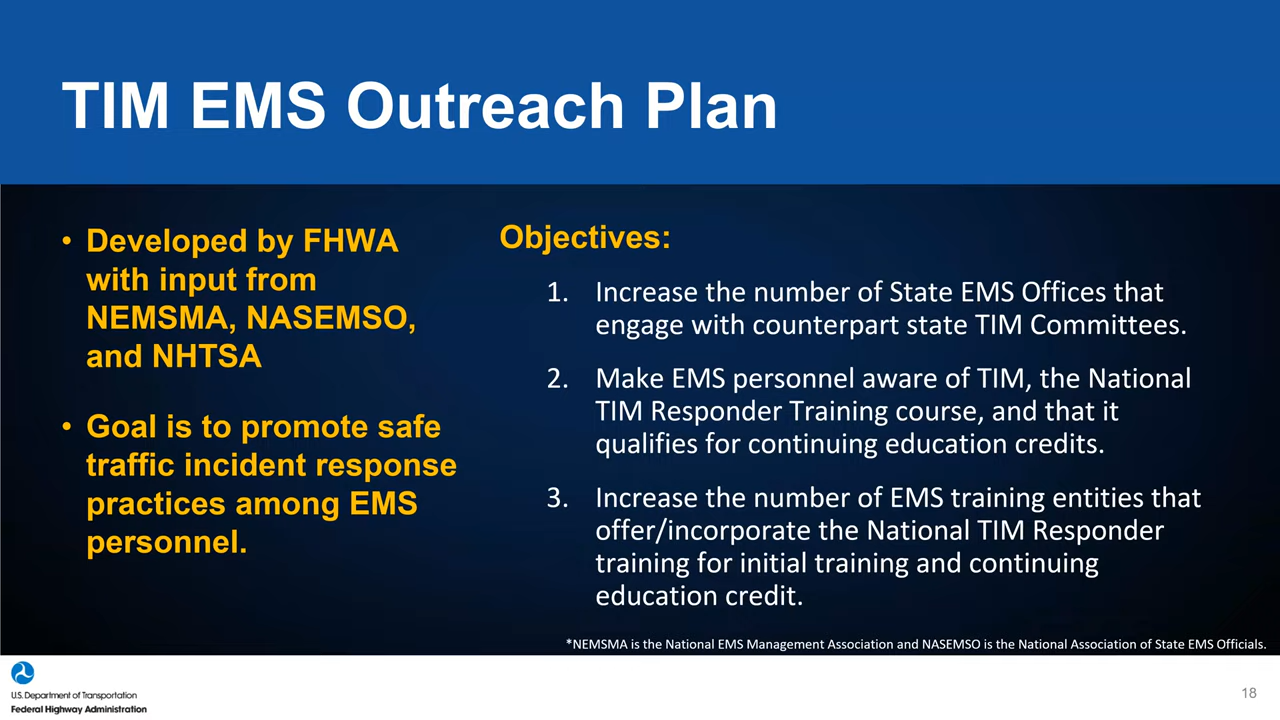 TIM EMS Outreach Plan
• Developed by FHWA
with input from
NEMSMA, NASEMSO,
and NHTSA
• Goal is to promote safe
traffic incident response
practices among EMS
personnel.
Objectives:
1. Increase the number of State EMS Offices that
engage with counterpart state TIM Committees.
2. Make EMS personnel aware of TIM, the National
TIM Responder Training course, and that it
qualifies for continuing education credits.
3. Increase the number of EMS training entities that
offer/incorporate the National TIM Responder
training for initial training and continuing
education credit.
*NEMSMA is the National EMS Management Association and NASEMSO is the National Association of State EMS Officials.
U.S. Department of Transportation
Federal Highway Administration
18